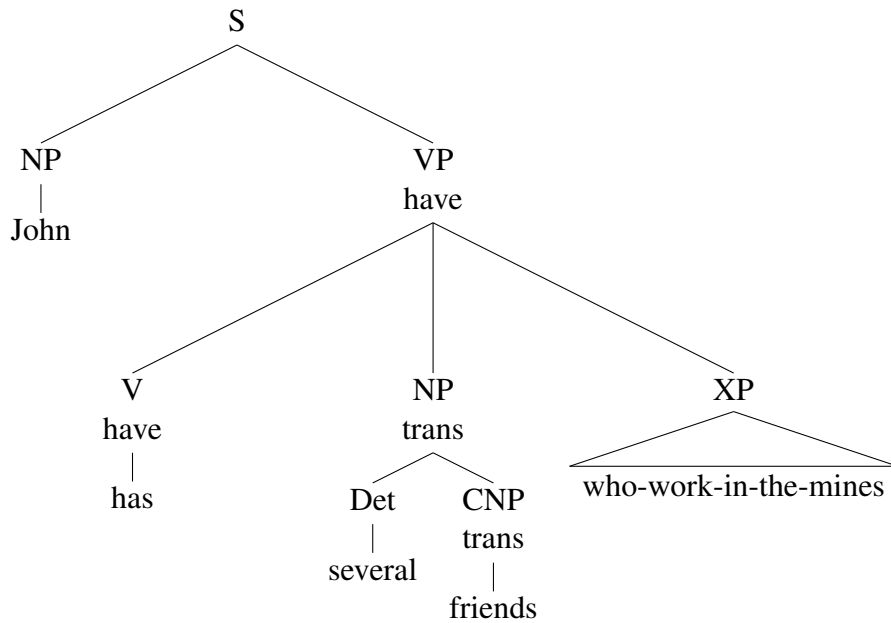 S
NP VP
have
John
V NP XP
have trans
has Det CNP who-work-in-the-mines
trans
several
friends